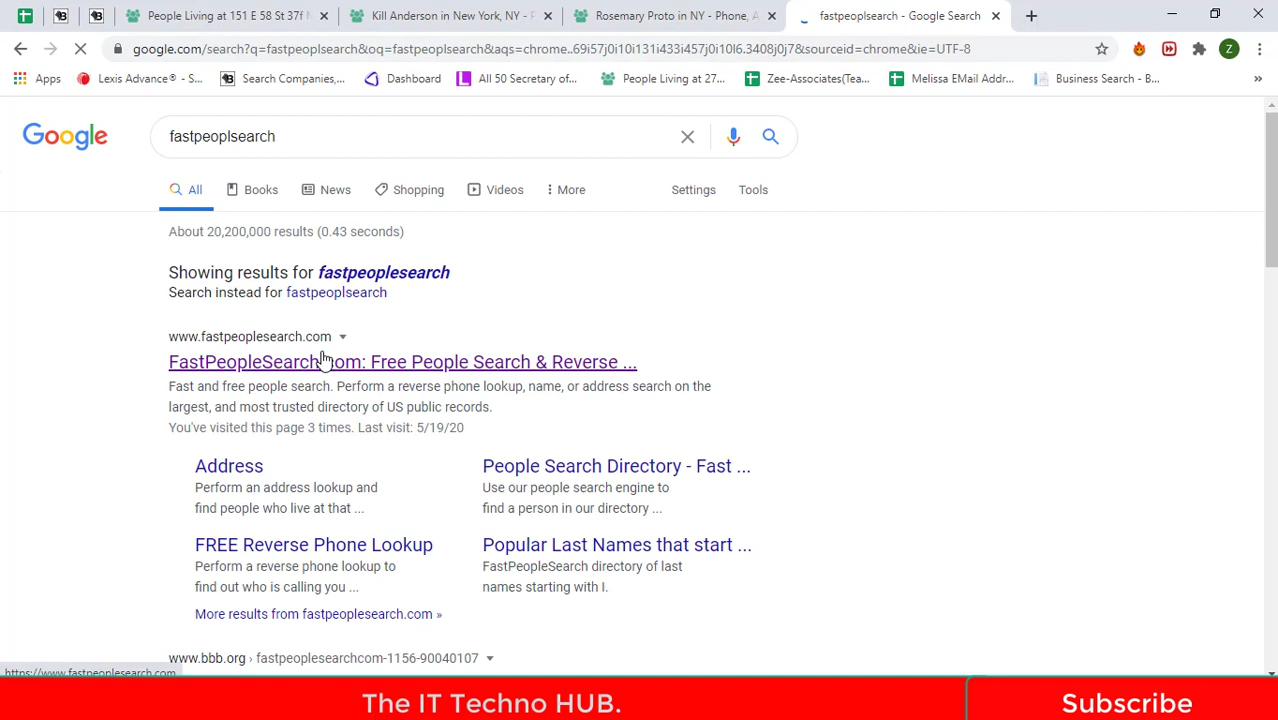 People Living at 151 E 58 St 37f N
Kill Anderson in New York, NY - P
Rosemary Proto in NY - Phone, A
fastpeoplsearch - Google Search
google.com/search?q=fastpeoplsearch&oq=fastpeoplsearch&aqs=chrome..69i57j0i10i131i433i457j0i10l6.3408j0j7&sourceid=chrome&ie=UTF-8
Z
Apps
Lexis Advance® - S...
Search Companies,...
Dashboard
All 50 Secretary of...
People Living at 27...
Zee-Associates(Tea...
Melissa EMail Addr...
Business Search - B...
»
Google
fastpeoplsearch
All
Books
News
Shopping
Videos
More
Settings
Tools
About 20,200,000 results (0.43 seconds)
Showing results for fastpeoplesearch
Search instead for fastpeoplsearch
www.fastpeoplesearch.com
FastPeopleSearch.com: Free People Search & Reverse ...
Fast and free people search. Perform a reverse phone lookup, name, or address search on the
largest, and most trusted directory of US public records.
You've visited this page 3 times. Last visit: 5/19/20
Address
Perform an address lookup and
find people who live at that ...
People Search Directory - Fast ...
Use our people search engine to
find a person in our directory ...
FREE Reverse Phone Lookup
Perform a reverse phone lookup to
find out who is calling you ...
Popular Last Names that start ...
FastPeopleSearch directory of last
names starting with I.
More results from fastpeoplesearch.com »
www.bbb.org › fastpeoplesearchcom-1156-90040107
https://www.fastpeoplesearch.com
The IT Techno HUB.
Subscribe